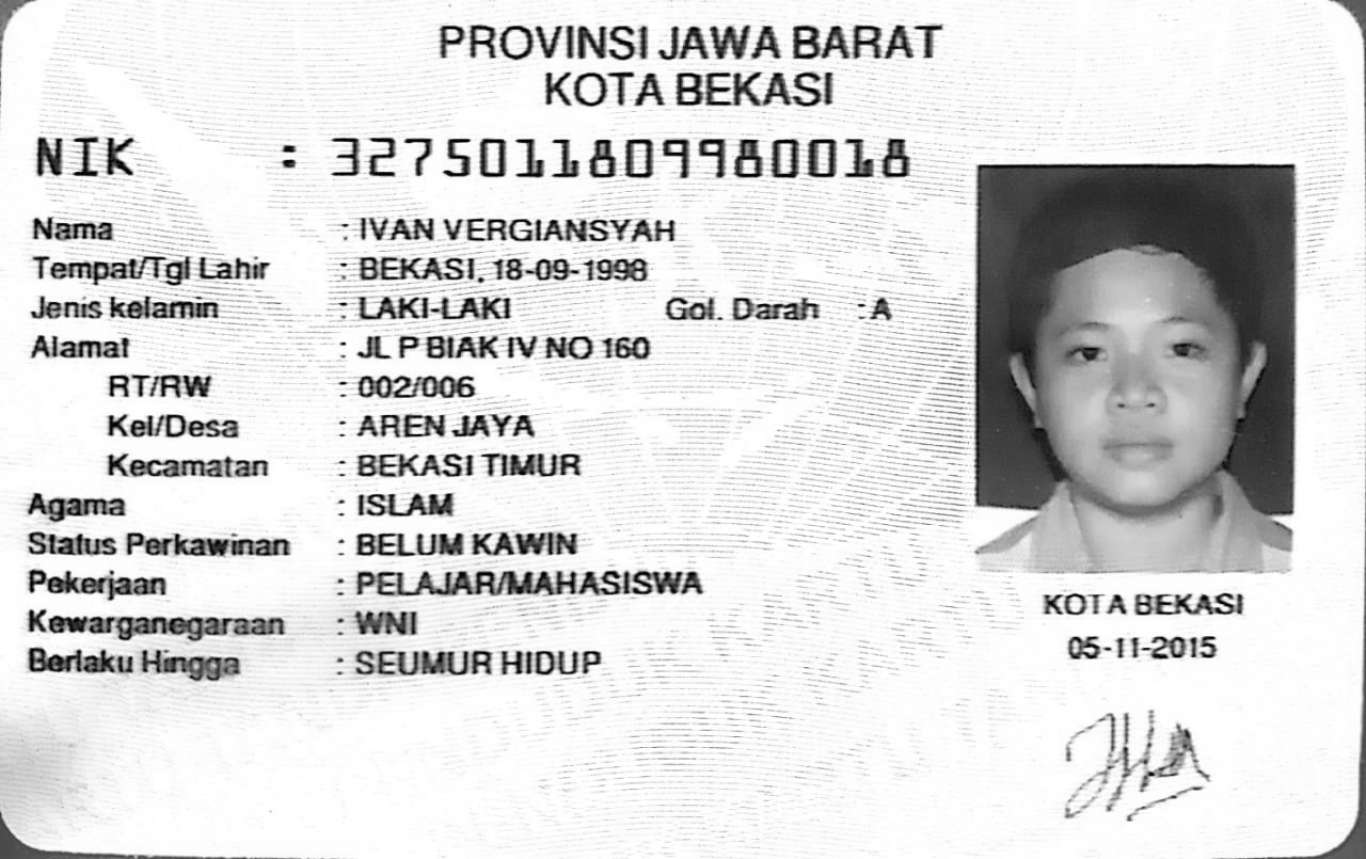 PROVINSI JAWA BARAT
KOTA BEKASI
NIK : 3275011809980018
Nama : IVAN VERGIANSYAH
Tempat/Tgl Lahir : BEKASI, 18-09-1998
Jenis kelamin : LAKI-LAKI Gol. Darah : A
Alamat : JL P BIAK IV NO 160
RT/RW : 002/006
Kel/Desa : AREN JAYA
Kecamatan : BEKASI TIMUR
Agama : ISLAM
Status Perkawinan : BELUM KAWIN
Pekerjaan : PELAJAR/MAHASISWA
Kewarganegaraan : WNI
Berlaku Hingga : SEUMUR HIDUP
KOTA BEKASI
05-11-2015